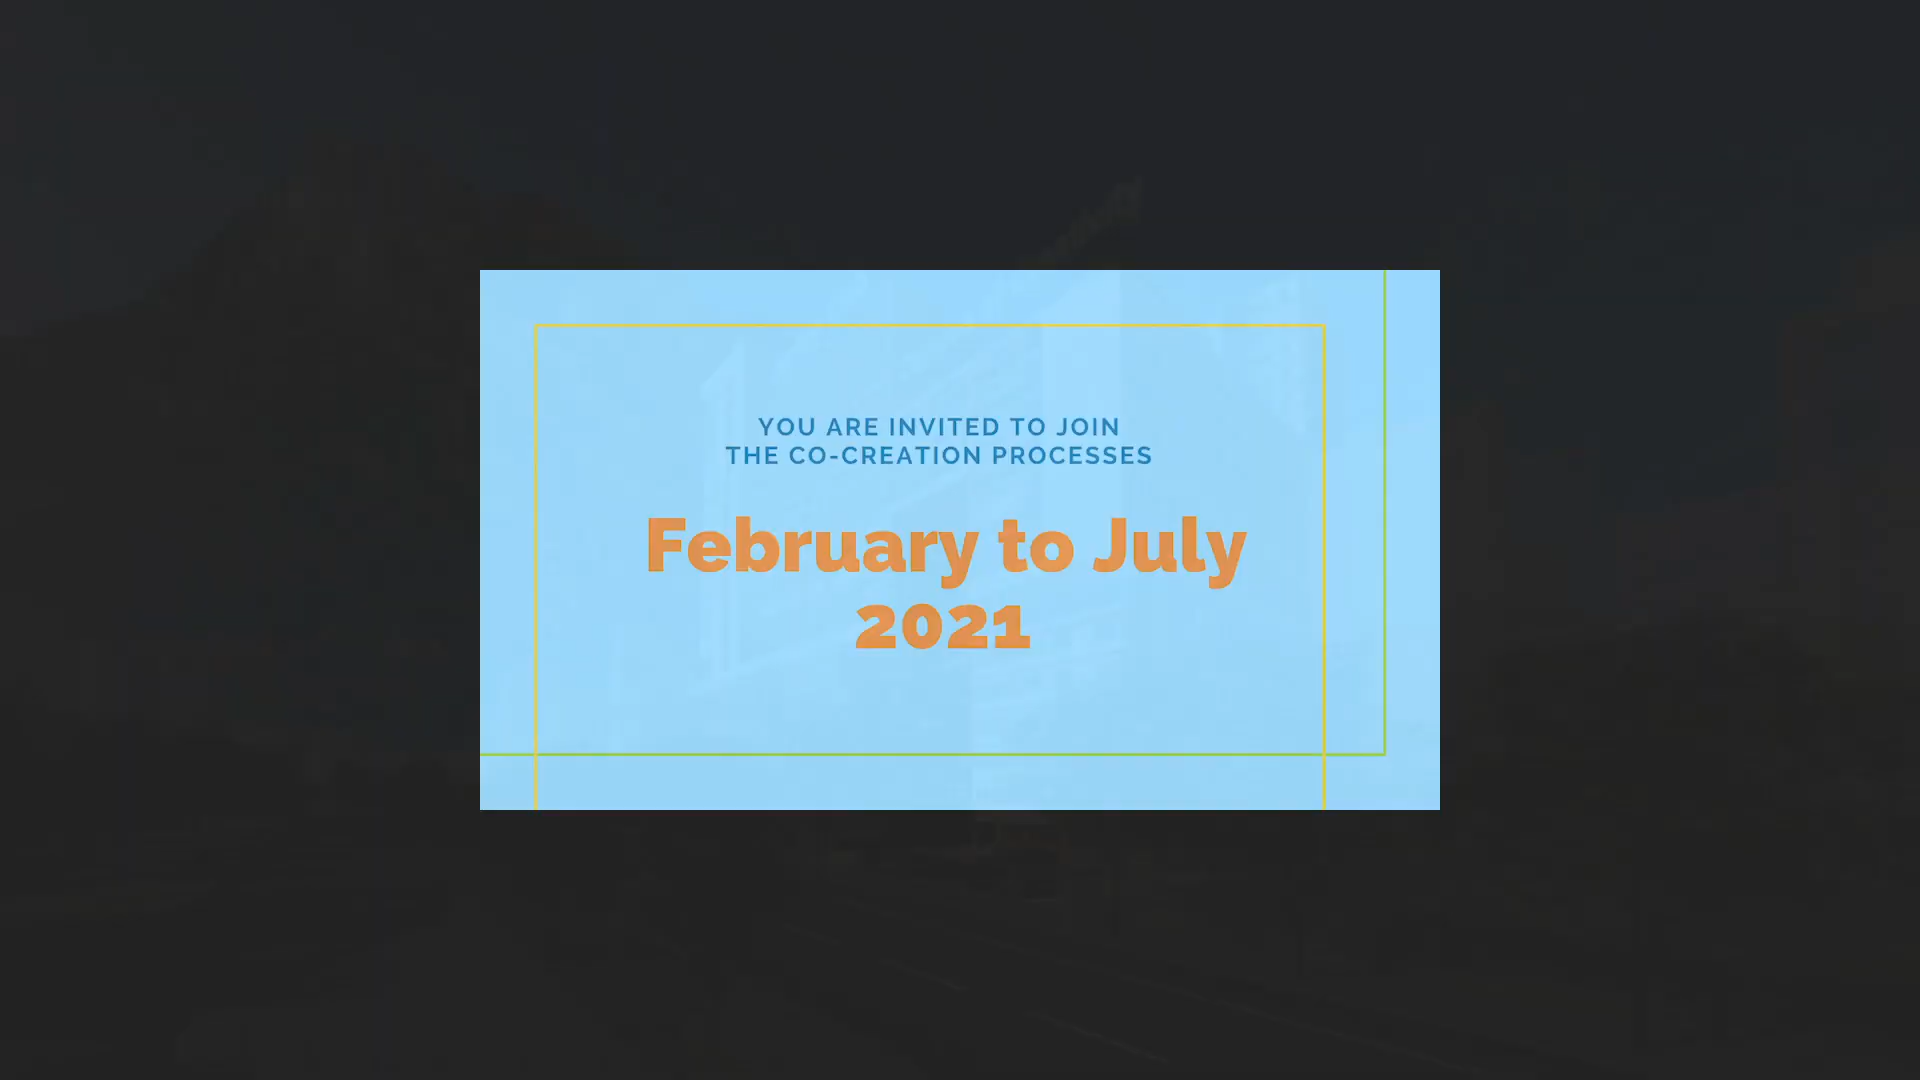 YOU ARE INVITED TO JOIN
THE CO-CREATION PROCESSES
February to July
2021